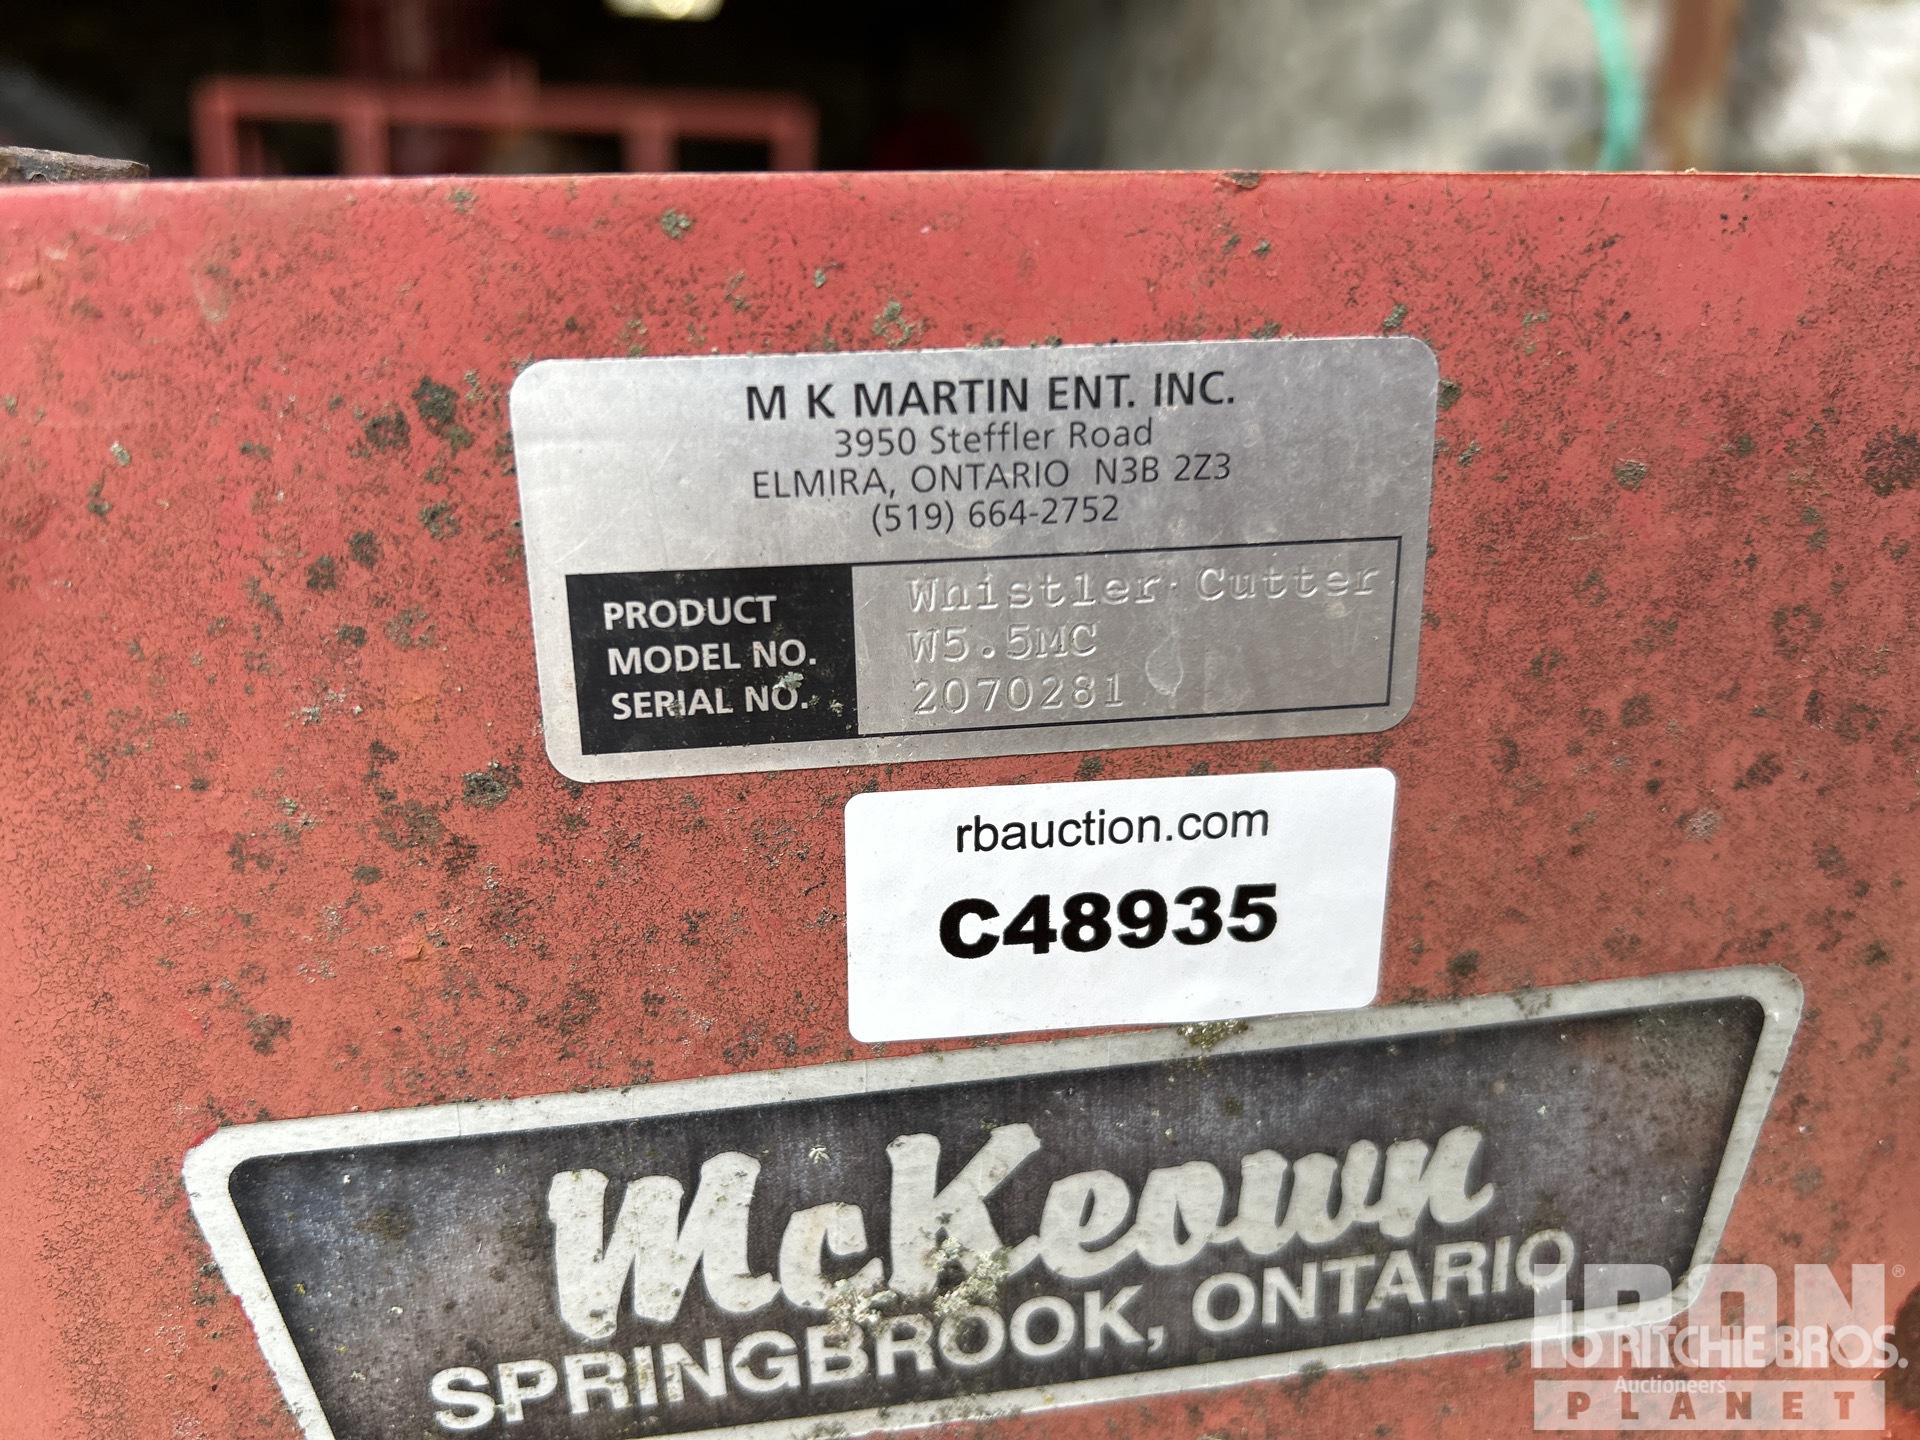 M K MARTIN ENT. INC.
3950 Steffler Road
ELMIRA, ONTARIO N3B 2Z3
(519) 664-2752
PRODUCT Whistler Cutter
MODEL NO. W5.5MC
SERIAL NO. 2070281
rbauction.com
C48935
McKeown
SPRINGBROOK, ONTARIO
IRON®
RITCHIE BROS.
Auctioneers
PLANET